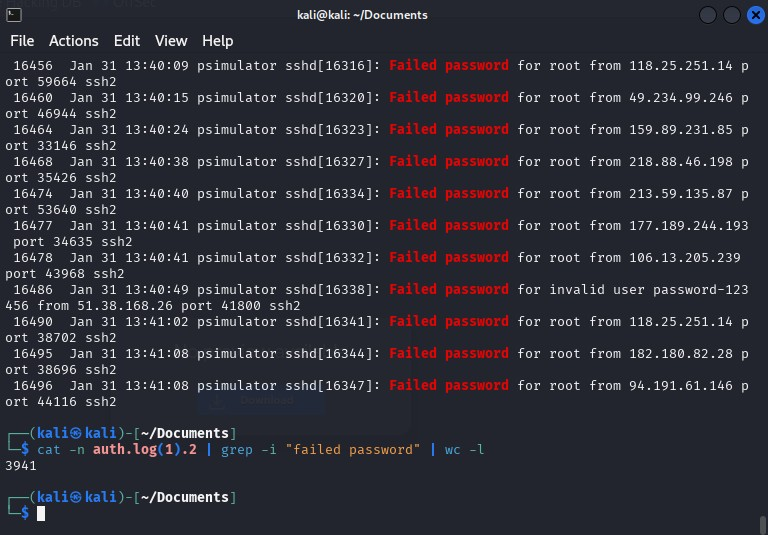 kali@kali: ~/Documents
File Actions Edit View Help
16456 Jan 31 13:40:09 psimulator sshd[16316]: Failed password for root from 118.25.251.14 p
ort 59664 ssh2
16460 Jan 31 13:40:15 psimulator sshd[16320]: Failed password for root from 49.234.99.246 p
ort 46944 ssh2
16464 Jan 31 13:40:24 psimulator sshd[16323]: Failed password for root from 159.89.231.85 p
ort 33146 ssh2
16468 Jan 31 13:40:38 psimulator sshd[16327]: Failed password for root from 218.88.46.198 p
ort 35426 ssh2
16474 Jan 31 13:40:40 psimulator sshd[16334]: Failed password for root from 213.59.135.87 p
ort 53640 ssh2
16477 Jan 31 13:40:41 psimulator sshd[16330]: Failed password for root from 177.189.244.193
port 34635 ssh2
16478 Jan 31 13:40:41 psimulator sshd[16332]: Failed password for root from 106.13.205.239
port 43968 ssh2
16486 Jan 31 13:40:49 psimulator sshd[16338]: Failed password for invalid user password-123
456 from 51.38.168.26 port 41800 ssh2
16490 Jan 31 13:41:02 psimulator sshd[16341]: Failed password for root from 118.25.251.14 p
ort 38702 ssh2
16495 Jan 31 13:41:08 psimulator sshd[16344]: Failed password for root from 182.180.82.28 p
ort 38696 ssh2
16496 Jan 31 13:41:08 psimulator sshd[16347]: Failed password for root from 94.191.61.146 p
ort 44116 ssh2
┌──(kali㉿kali)-[~/Documents]
└─$ cat -n auth.log(1).2 | grep -i "failed password" | wc -l
3941
┌──(kali㉿kali)-[~/Documents]
└─$